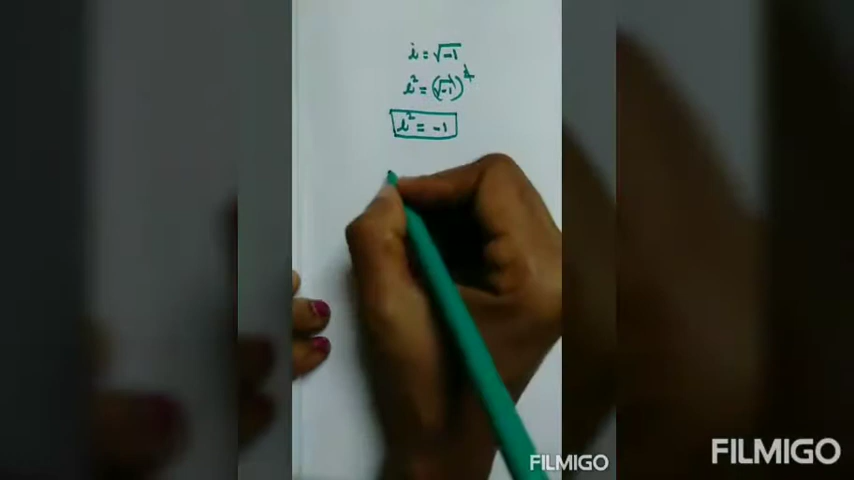 i = √-1
i² = (√-1)²
i² = -1
FILMIGO
FILMIGO